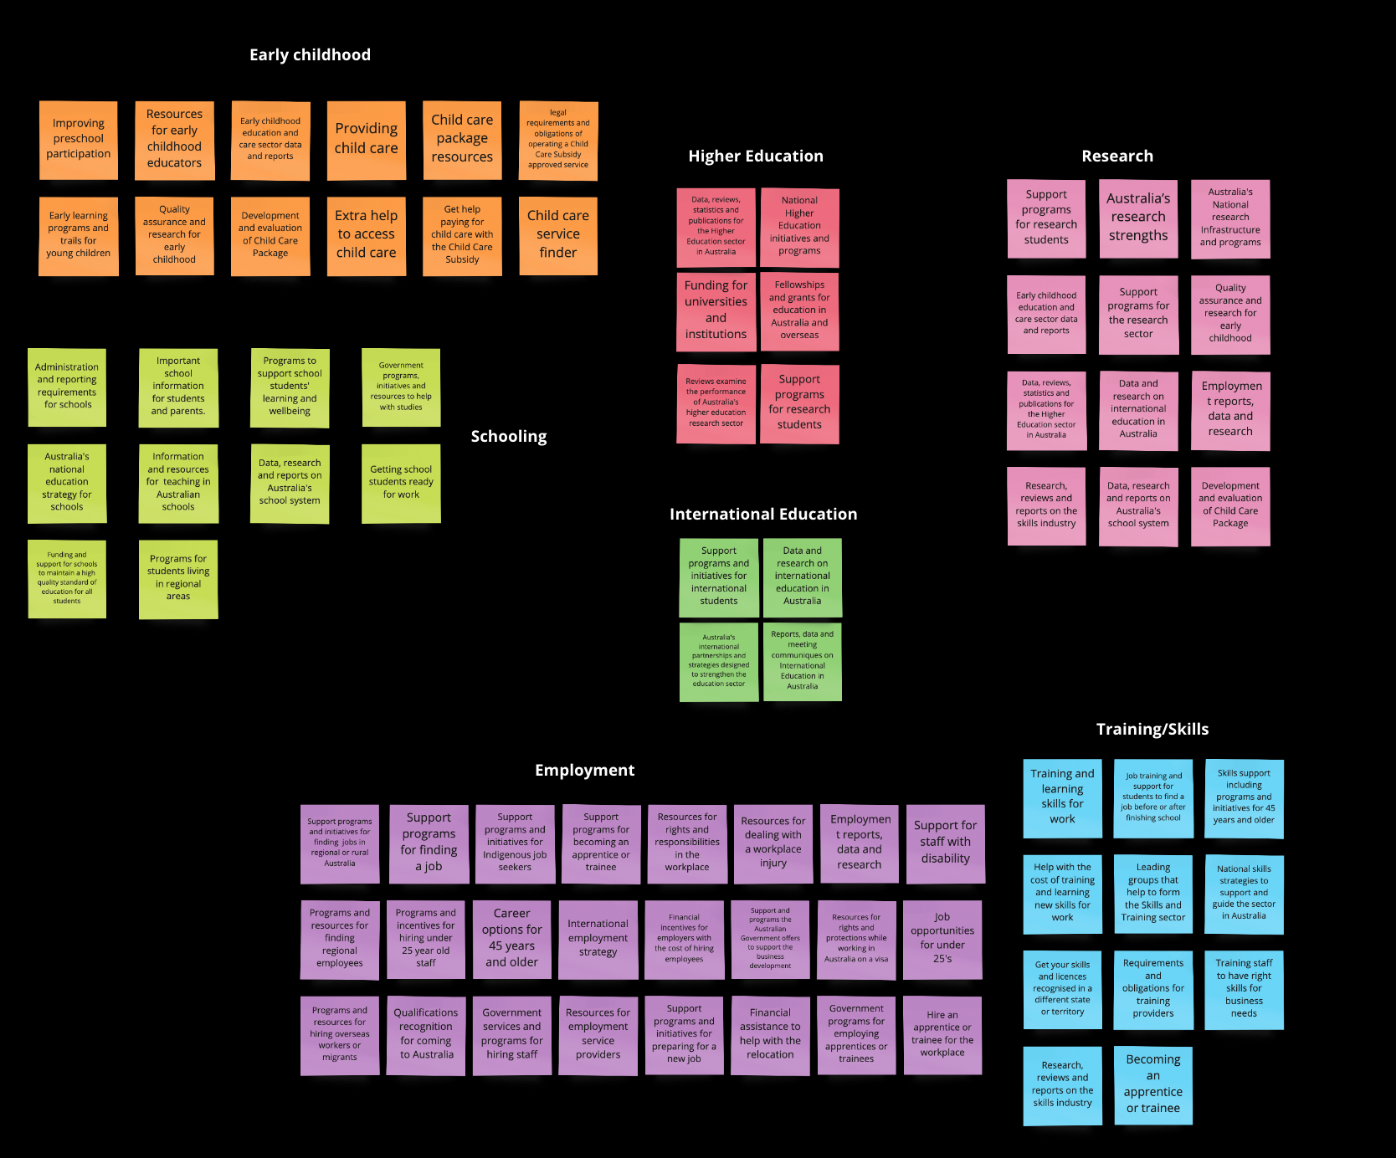 Early childhood
Improving
preschool
participation
Resources
for early
childhood
educators
Early childhood
education and
care sector data
and reports
Providing
child care
Child care
package
resources
legal
requirements and
obligations of
operating a Child
Care Subsidy
approved service
Early learning
programs and
trails for
young children
Quality
assurance and
research for
early
childhood
Development
and evaluation
of Child Care
Package
Extra help
to access
child care
Get help
paying for
child care with
the Child Care
Subsidy
Child care
service
finder
Schooling
Administration
and reporting
requirements
for schools
Important
school
information
for students
and parents.
Programs to
support school
students'
learning and
wellbeing
Government
programs,
initiatives and
resources to help
with studies
Australia's
national
education
strategy for
schools
Information
and resources
for teaching in
Australian
schools
Data, research
and reports on
Australia's
school system
Getting school
students ready
for work
Funding and
support for schools
to maintain a high
quality standard of
education for all
students
Programs for
students living
in regional
areas
Higher Education
Data, reviews,
statistics and
publications for
the Higher
Education sector
in Australia
National
Higher
Education
initiatives and
programs
Funding for
universities
and
institutions
Fellowships
and grants for
education in
Australia and
overseas
Reviews examine
the performance
of Australia's
higher education
research sector
Support
programs
for research
students
International Education
Support
programs and
initiatives for
international
students
Data and
research on
international
education in
Australia
Australia's
international
partnerships and
strategies designed
to strengthen the
education sector
Reports, data and
meeting
communiques on
International
Education in
Australia
Research
Support
programs
for research
students
Australia's
research
strengths
Australia's
National
research
Infrastructure
and programs
Early childhood
education and
care sector data
and reports
Support
programs for
the research
sector
Quality
assurance and
research for
early
childhood
Data, reviews,
statistics and
publications for
the Higher
Education sector
in Australia
Data and
research on
international
education in
Australia
Employmen
t reports,
data and
research
Research,
reviews and
reports on the
skills industry
Data, research
and reports on
Australia's
school system
Development
and evaluation
of Child Care
Package
Employment
Support programs
and initiatives for
finding jobs in
regional or rural
Australia
Support
programs
for finding
a job
Support
programs and
initiatives for
Indigenous job
seekers
Support
programs for
becoming an
apprentice or
trainee
Resources for
rights and
responsibilities
in the
workplace
Resources for
dealing with
a workplace
injury
Employmen
t reports,
data and
research
Support for
staff with
disability
Programs and
resources for
finding
regional
employees
Programs and
incentives for
hiring under
25 year old
staff
Career
options for
45 years
and older
International
employment
strategy
Financial
incentives for
employers with
the cost of hiring
employees
Support and
programs the
Australian
Government offers
to support the
business
development
Resources for
rights and
protections while
working in
Australia on a visa
Job
opportunities
for under
25's
Programs and
resources for
hiring overseas
workers or
migrants
Qualifications
recognition
for coming
to Australia
Government
services and
programs for
hiring staff
Resources for
employment
service
providers
Support
programs and
initiatives for
preparing for a
new job
Financial
assistance to
help with the
relocation
Government
programs for
employing
apprentices or
trainees
Hire an
apprentice or
trainee for the
workplace
Training/Skills
Training and
learning
skills for
work
Job training and
support for
students to find a
job before or after
finishing school
Skills support
including
programs and
initiatives for 45
years and older
Help with the
cost of training
and learning
new skills for
work
Leading
groups that
help to form
the Skills and
Training sector
National skills
strategies to
support and
guide the sector
in Australia
Get your skills
and licences
recognised in a
different state
or territory
Requirements
and
obligations for
training
providers
Training staff
to have right
skills for
business
needs
Research,
reviews and
reports on the
skills industry
Becoming
an
apprentice
or trainee